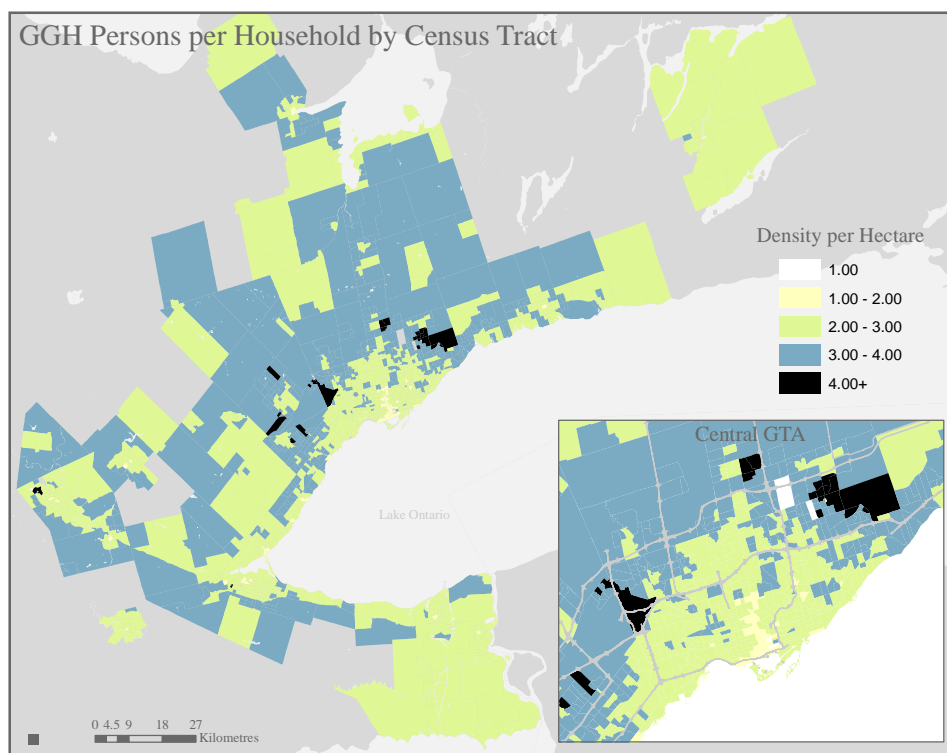 GGH Persons per Household by Census Tract
Density per Hectare
1.00
1.00 - 2.00
2.00 - 3.00
3.00 - 4.00
4.00+
Central GTA
Lake Ontario
0 4.5 9 18 27
Kilometres